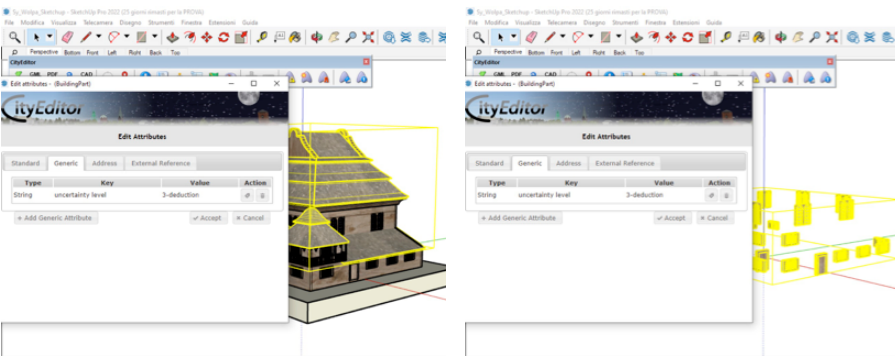 Sy_Wolpa_Sketchup - SketchUp Pro 2022 (25 giorni rimasti per la PROVA)
File Modifica Visualizza Telecamera Disegno Strumenti Finestra Estensioni Guida
Perspective Bottom Front Left Right Back Top
CityEditor
GML PDF CAD
Edit attributes - (BuildingPart)
ityEditor
Edit Attributes
Standard Generic Address External Reference
Type Key Value Action
String uncertainty level 3-deduction
+ Add Generic Attribute Accept × Cancel
Sy_Wolpa_Sketchup - SketchUp Pro 2022 (25 giorni rimasti per la PROVA)
File Modifica Visualizza Telecamera Disegno Strumenti Finestra Estensioni Guida
Perspective Bottom Front Left Right Back Top
CityEditor
GML PDF CAD
Edit attributes - (BuildingPart)
ityEditor
Edit Attributes
Standard Generic Address External Reference
Type Key Value Action
String uncertainty level 3-deduction
+ Add Generic Attribute Accept × Cancel